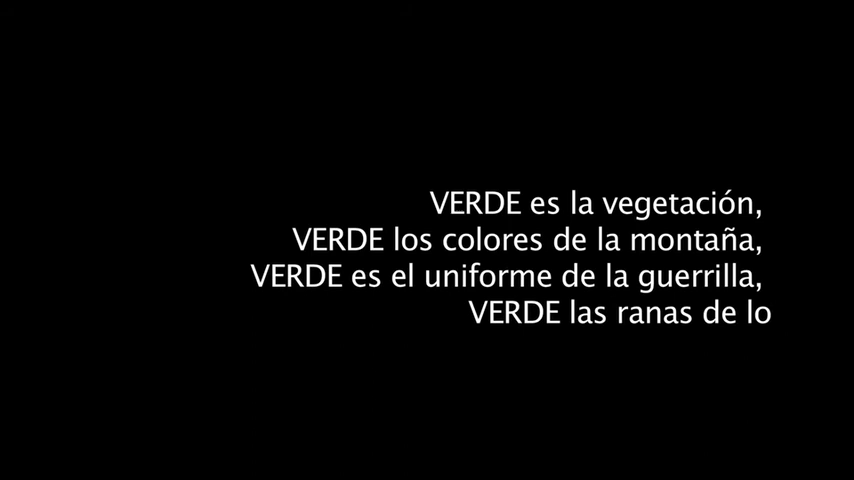 VERDE es la vegetación,
VERDE los colores de la montaña,
VERDE es el uniforme de la guerrilla,
VERDE las ranas de lo